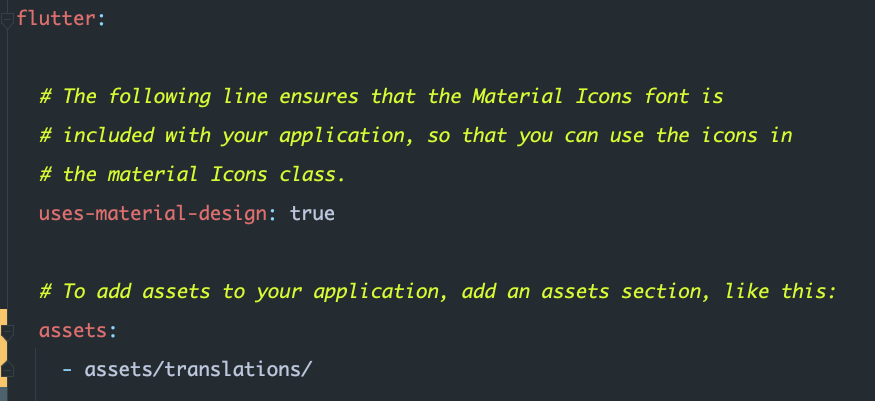 flutter:
# The following line ensures that the Material Icons font is
# included with your application, so that you can use the icons in
# the material Icons class.
uses-material-design: true
# To add assets to your application, add an assets section, like this:
assets:
- assets/translations/